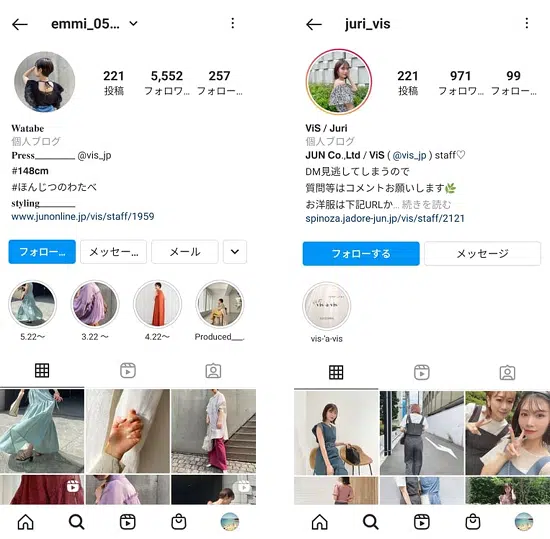 emmi_05...
221
5,552
257
投稿
フォロワ...
フォロー...
Watabe
個人ブログ
Press________ @vis_jp
#148cm
#ほんじつのわたべ
styling________
www.junonline.jp/vis/staff/1959
フォロー...
メッセー...
メール
5.22〜
3.22 〜
4.22〜
Produced___.
juri_vis
221
971
99
投稿
フォロワ...
フォロー...
ViS / Juri
個人ブログ
JUN Co.,Ltd / ViS ( @vis_jp ) staff♡
DM見逃してしまうので
質問等はコメントお願いします🌿
お洋服は下記URLか... 続きを読む
spinoza.jadore-jun.jp/vis/staff/2121
フォローする
メッセージ
vis-'a-vis
vis-'a-vis